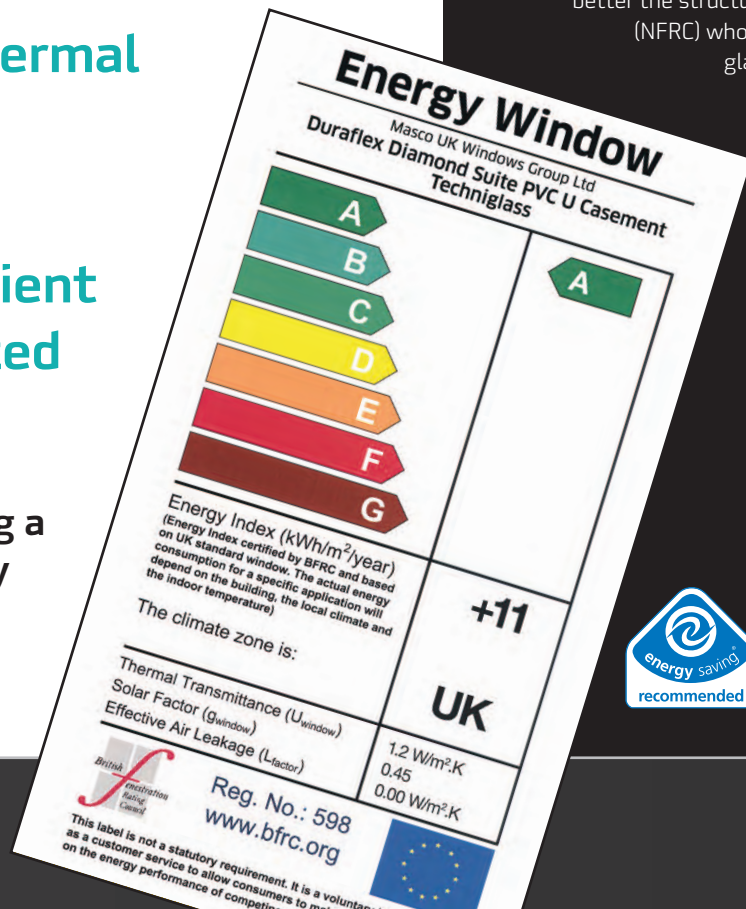 ermal
ient
ed
g a
y
better the structu
(NFRC) who
gla
Energy Window
Masco UK Windows Group Ltd
Duraflex Diamond Suite PVC U Casement
Techniglass
A
B
C
D
E
F
G
A
Energy Index (kWh/m²/year)
(Energy Index certified by BFRC and based
on UK standard window. The actual energy
consumption for a specific application will
depend on the building, the local climate and
the indoor temperature)
+11
The climate zone is:
UK
Thermal Transmittance (Uwindow)
1.2 W/m².K
Solar Factor (gwindow)
0.45
Effective Air Leakage (Lfactor)
0.00 W/m².K
British
fenestration
Rating
Council
Reg. No.: 598
www.bfrc.org
This label is not a statutory requirement. It is a voluntar
as a customer service to allow consumers to ma
on the energy performance of competin
energy saving
recommended